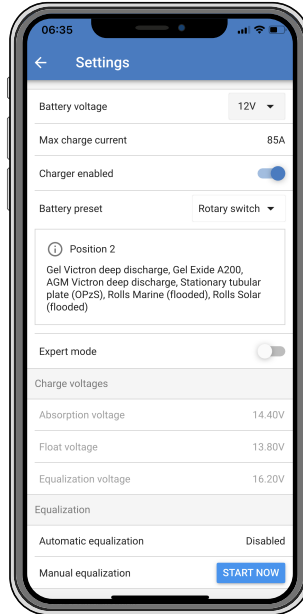 06:35
Settings
Battery voltage 12V
Max charge current 85A
Charger enabled
Battery preset Rotary switch
Position 2
Gel Victron deep discharge, Gel Exide A200,
AGM Victron deep discharge, Stationary tubular
plate (OPzS), Rolls Marine (flooded), Rolls Solar
(flooded)
Expert mode
Charge voltages
Absorption voltage 14.40V
Float voltage 13.80V
Equalization voltage 16.20V
Equalization
Automatic equalization Disabled
Manual equalization START NOW